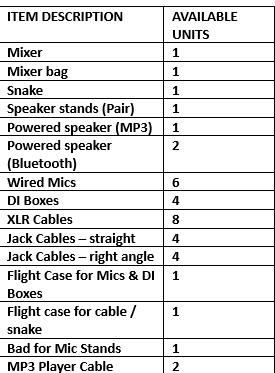 ITEM DESCRIPTION AVAILABLE
UNITS
Mixer 1
Mixer bag 1
Snake 1
Speaker stands (Pair) 1
Powered speaker (MP3) 1
Powered speaker 2
(Bluetooth)
Wired Mics 6
DI Boxes 4
XLR Cables 8
Jack Cables – straight 4
Jack Cables – right angle 4
Flight Case for Mics & DI 1
Boxes
Flight case for cable / 1
snake
Bad for Mic Stands 1
MP3 Player Cable 2